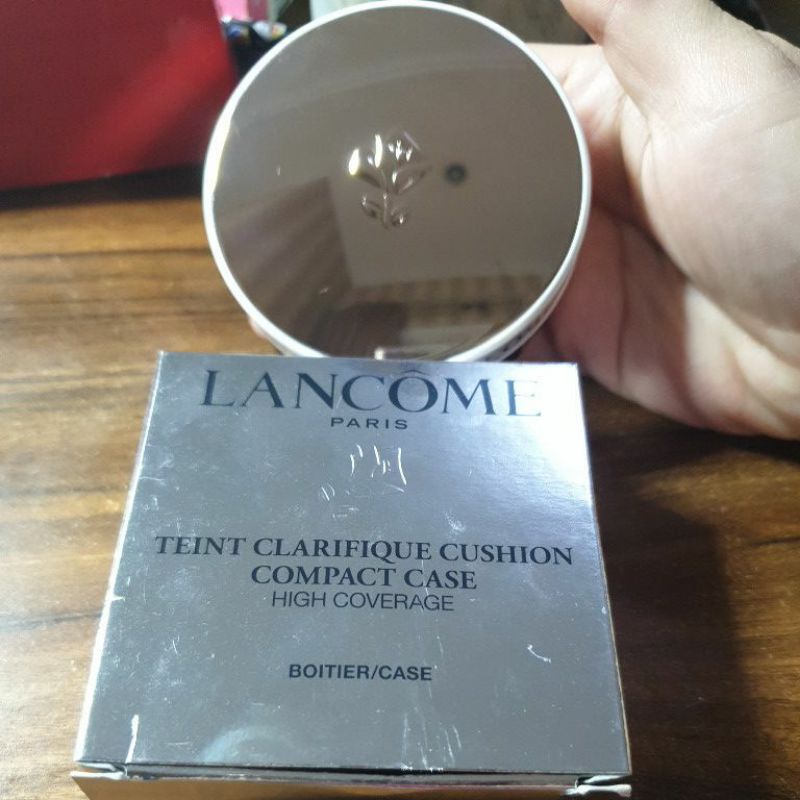 LANCÔME
PARIS
TEINT CLARIFIQUE CUSHION
COMPACT CASE
HIGH COVERAGE
BOITIER/CASE